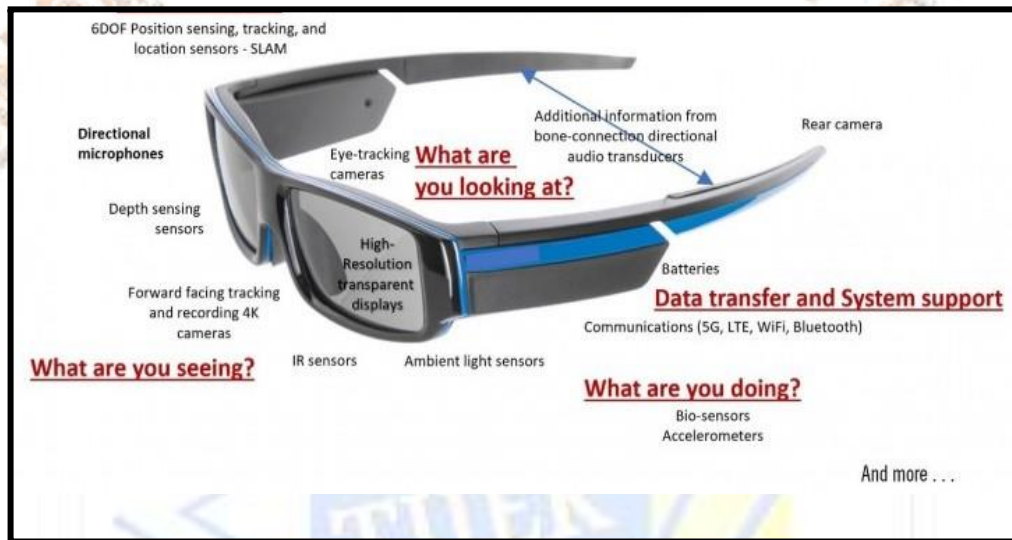 6DOF Position sensing, tracking, and
location sensors - SLAM
Directional
microphones
Eye-tracking
cameras
What are
you looking at?
Additional information from
bone-connection directional
audio transducers
Rear camera
Depth sensing
sensors
High-
Resolution
transparent
displays
Batteries
Data transfer and System support
Forward facing tracking
and recording 4K
cameras
Communications (5G, LTE, WiFi, Bluetooth)
What are you seeing?
IR sensors
Ambient light sensors
What are you doing?
Bio-sensors
Accelerometers
And more . . .